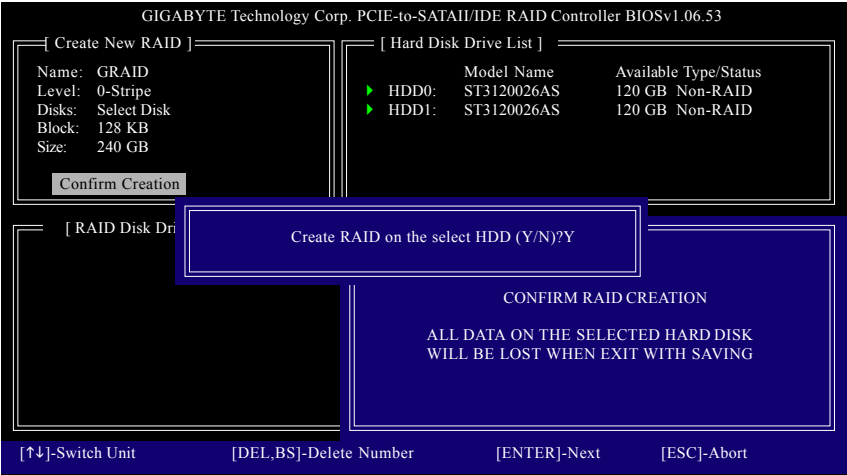 GIGABYTE Technology Corp. PCIE-to-SATAII/IDE RAID Controller BIOSv1.06.53
[ Create New RAID ]
Name: GRAID
Level: 0-Stripe
Disks: Select Disk
Block: 128 KB
Size: 240 GB
Confirm Creation
[ Hard Disk Drive List ]
Model Name Available Type/Status
HDD0: ST3120026AS 120 GB Non-RAID
HDD1: ST3120026AS 120 GB Non-RAID
[ RAID Disk Dri
Create RAID on the select HDD (Y/N)?Y
CONFIRM RAID CREATION
ALL DATA ON THE SELECTED HARD DISK
WILL BE LOST WHEN EXIT WITH SAVING
[↑↓]-Switch Unit [DEL,BS]-Delete Number [ENTER]-Next [ESC]-Abort